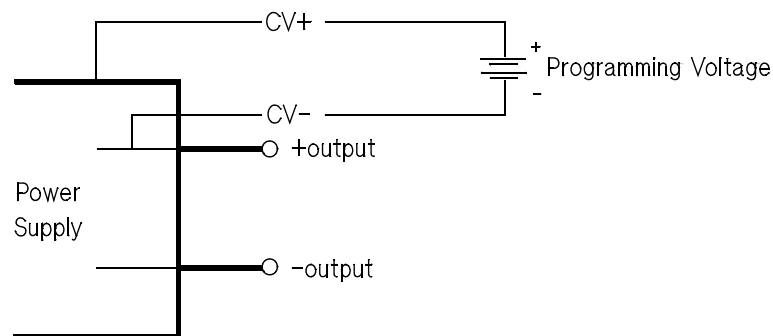 CV+
+
Programming Voltage
-
CV-
+output
Power
Supply
-output